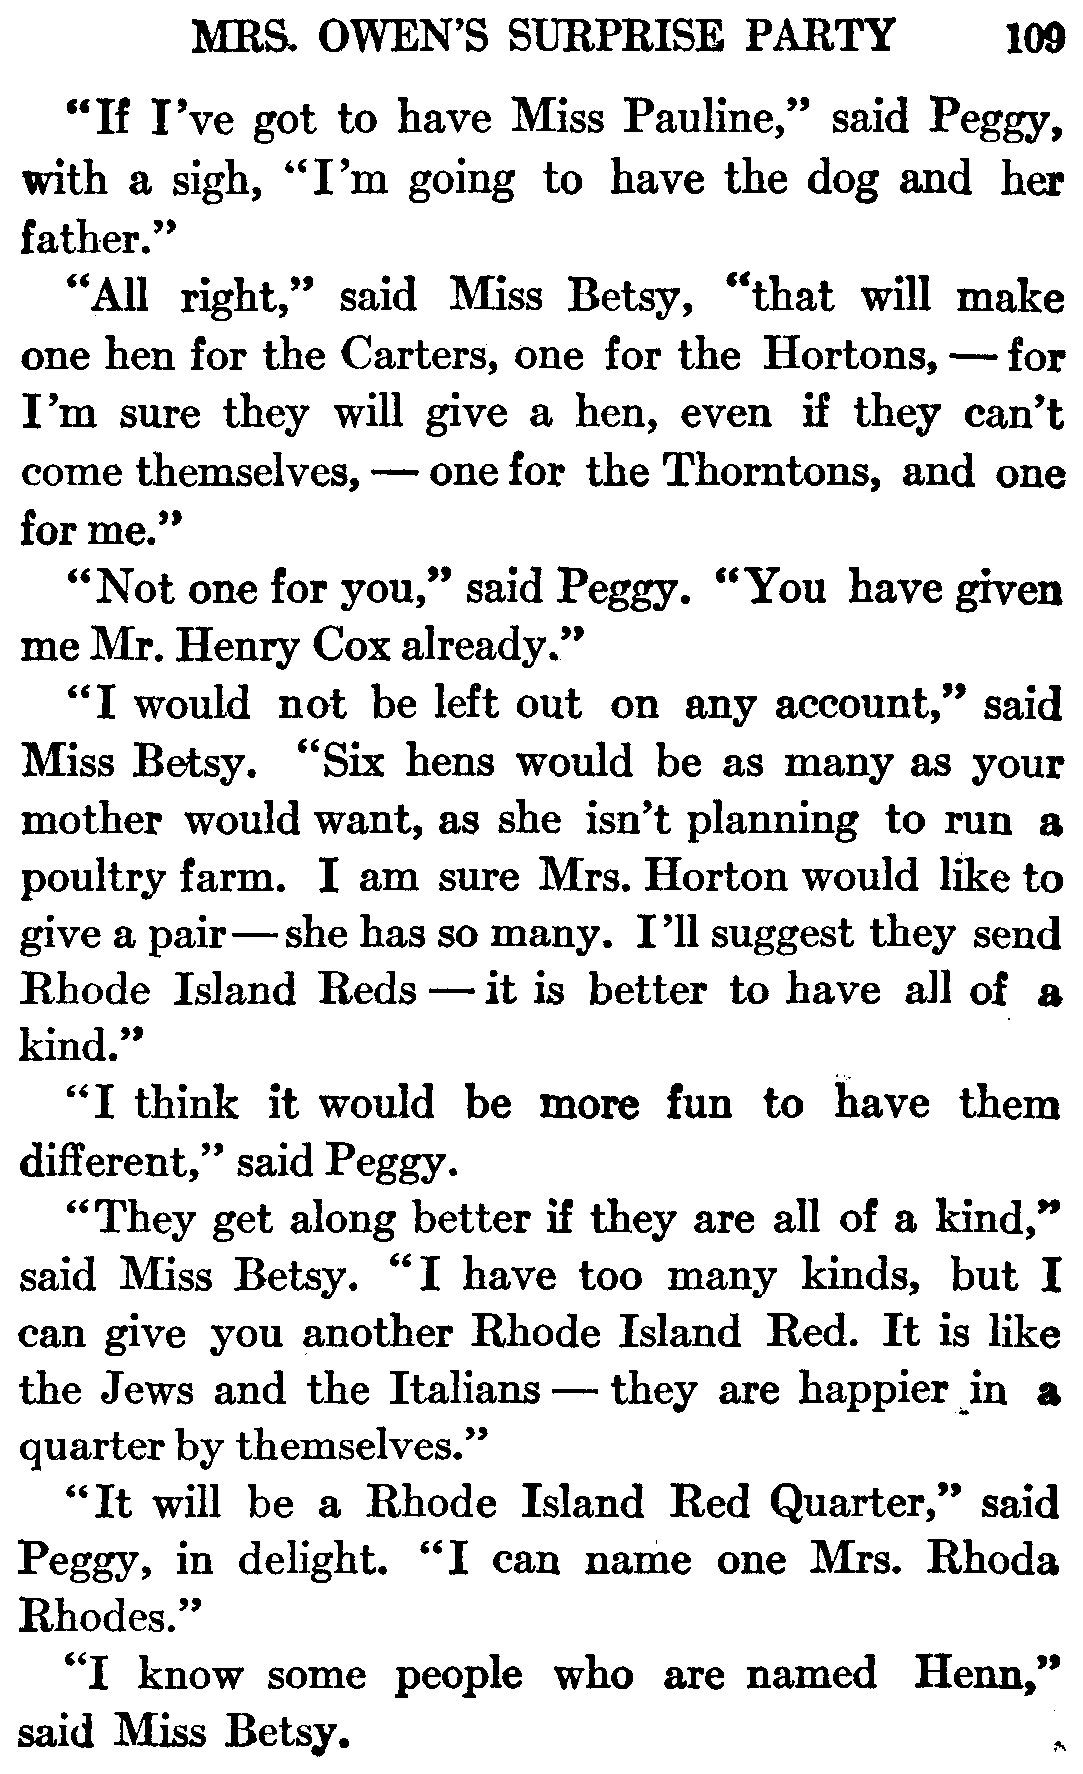 MRS. OWEN'S SURPRISE PARTY 109
“If I've got to have Miss Pauline,” said Peggy,
with a sigh, “I'm going to have the dog and her
father.”
“All right,” said Miss Betsy, “that will make
one hen for the Carters, one for the Hortons, — for
I'm sure they will give a hen, even if they can't
come themselves, — one for the Thorntons, and one
for me.”
“Not one for you,” said Peggy. “You have given
me Mr. Henry Cox already.”
“I would not be left out on any account,” said
Miss Betsy. “Six hens would be as many as your
mother would want, as she isn't planning to run a
poultry farm. I am sure Mrs. Horton would like to
give a pair — she has so many. I'll suggest they send
Rhode Island Reds — it is better to have all of a
kind.”
“I think it would be more fun to have them
different,” said Peggy.
“They get along better if they are all of a kind,”
said Miss Betsy. “I have too many kinds, but I
can give you another Rhode Island Red. It is like
the Jews and the Italians — they are happier in a
quarter by themselves.”
“It will be a Rhode Island Red Quarter,” said
Peggy, in delight. “I can name one Mrs. Rhoda
Rhodes.”
“I know some people who are named Henn,”
said Miss Betsy.